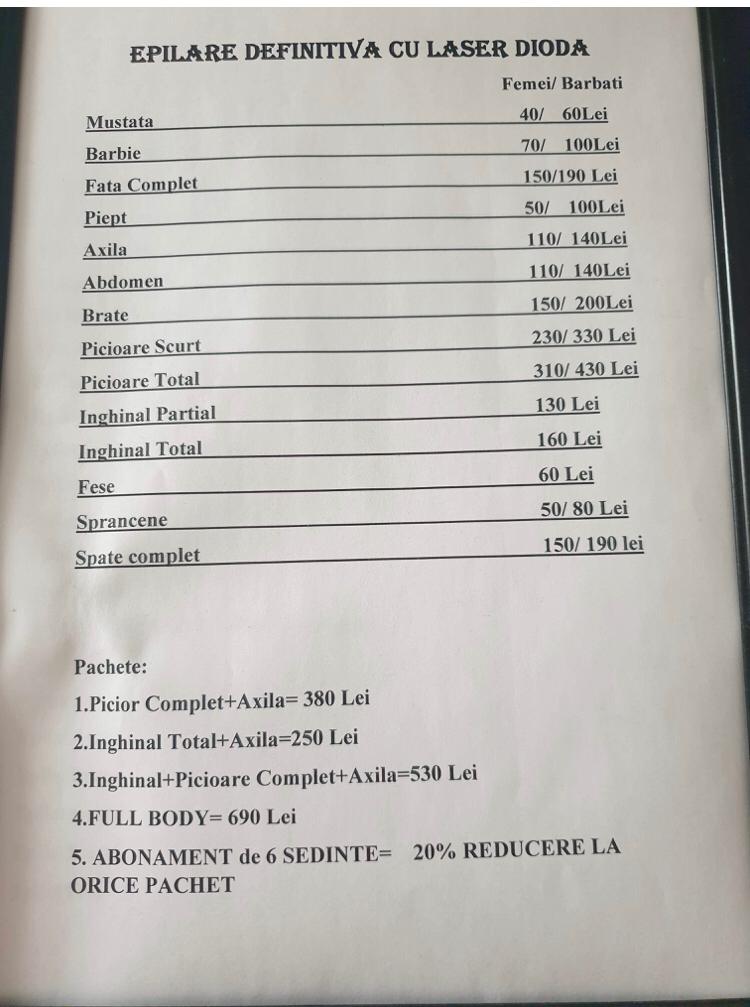 EPILARE DEFINITIVA CU LASER DIODA
Femei/ Barbati
Mustata 40/ 60Lei
Barbie 70/ 100Lei
Fata Complet 150/190 Lei
Piept 50/ 100Lei
Axila 110/ 140Lei
Abdomen 110/ 140Lei
Brate 150/ 200Lei
Picioare Scurt 230/ 330 Lei
Picioare Total 310/ 430 Lei
Inghinal Partial 130 Lei
Inghinal Total 160 Lei
Fese 60 Lei
Sprancene 50/ 80 Lei
Spate complet 150/ 190 lei
Pachete:
1.Picior Complet+Axila= 380 Lei
2.Inghinal Total+Axila=250 Lei
3.Inghinal+Picioare Complet+Axila=530 Lei
4.FULL BODY= 690 Lei
5. ABONAMENT de 6 SEDINTE= 20% REDUCERE LA
ORICE PACHET